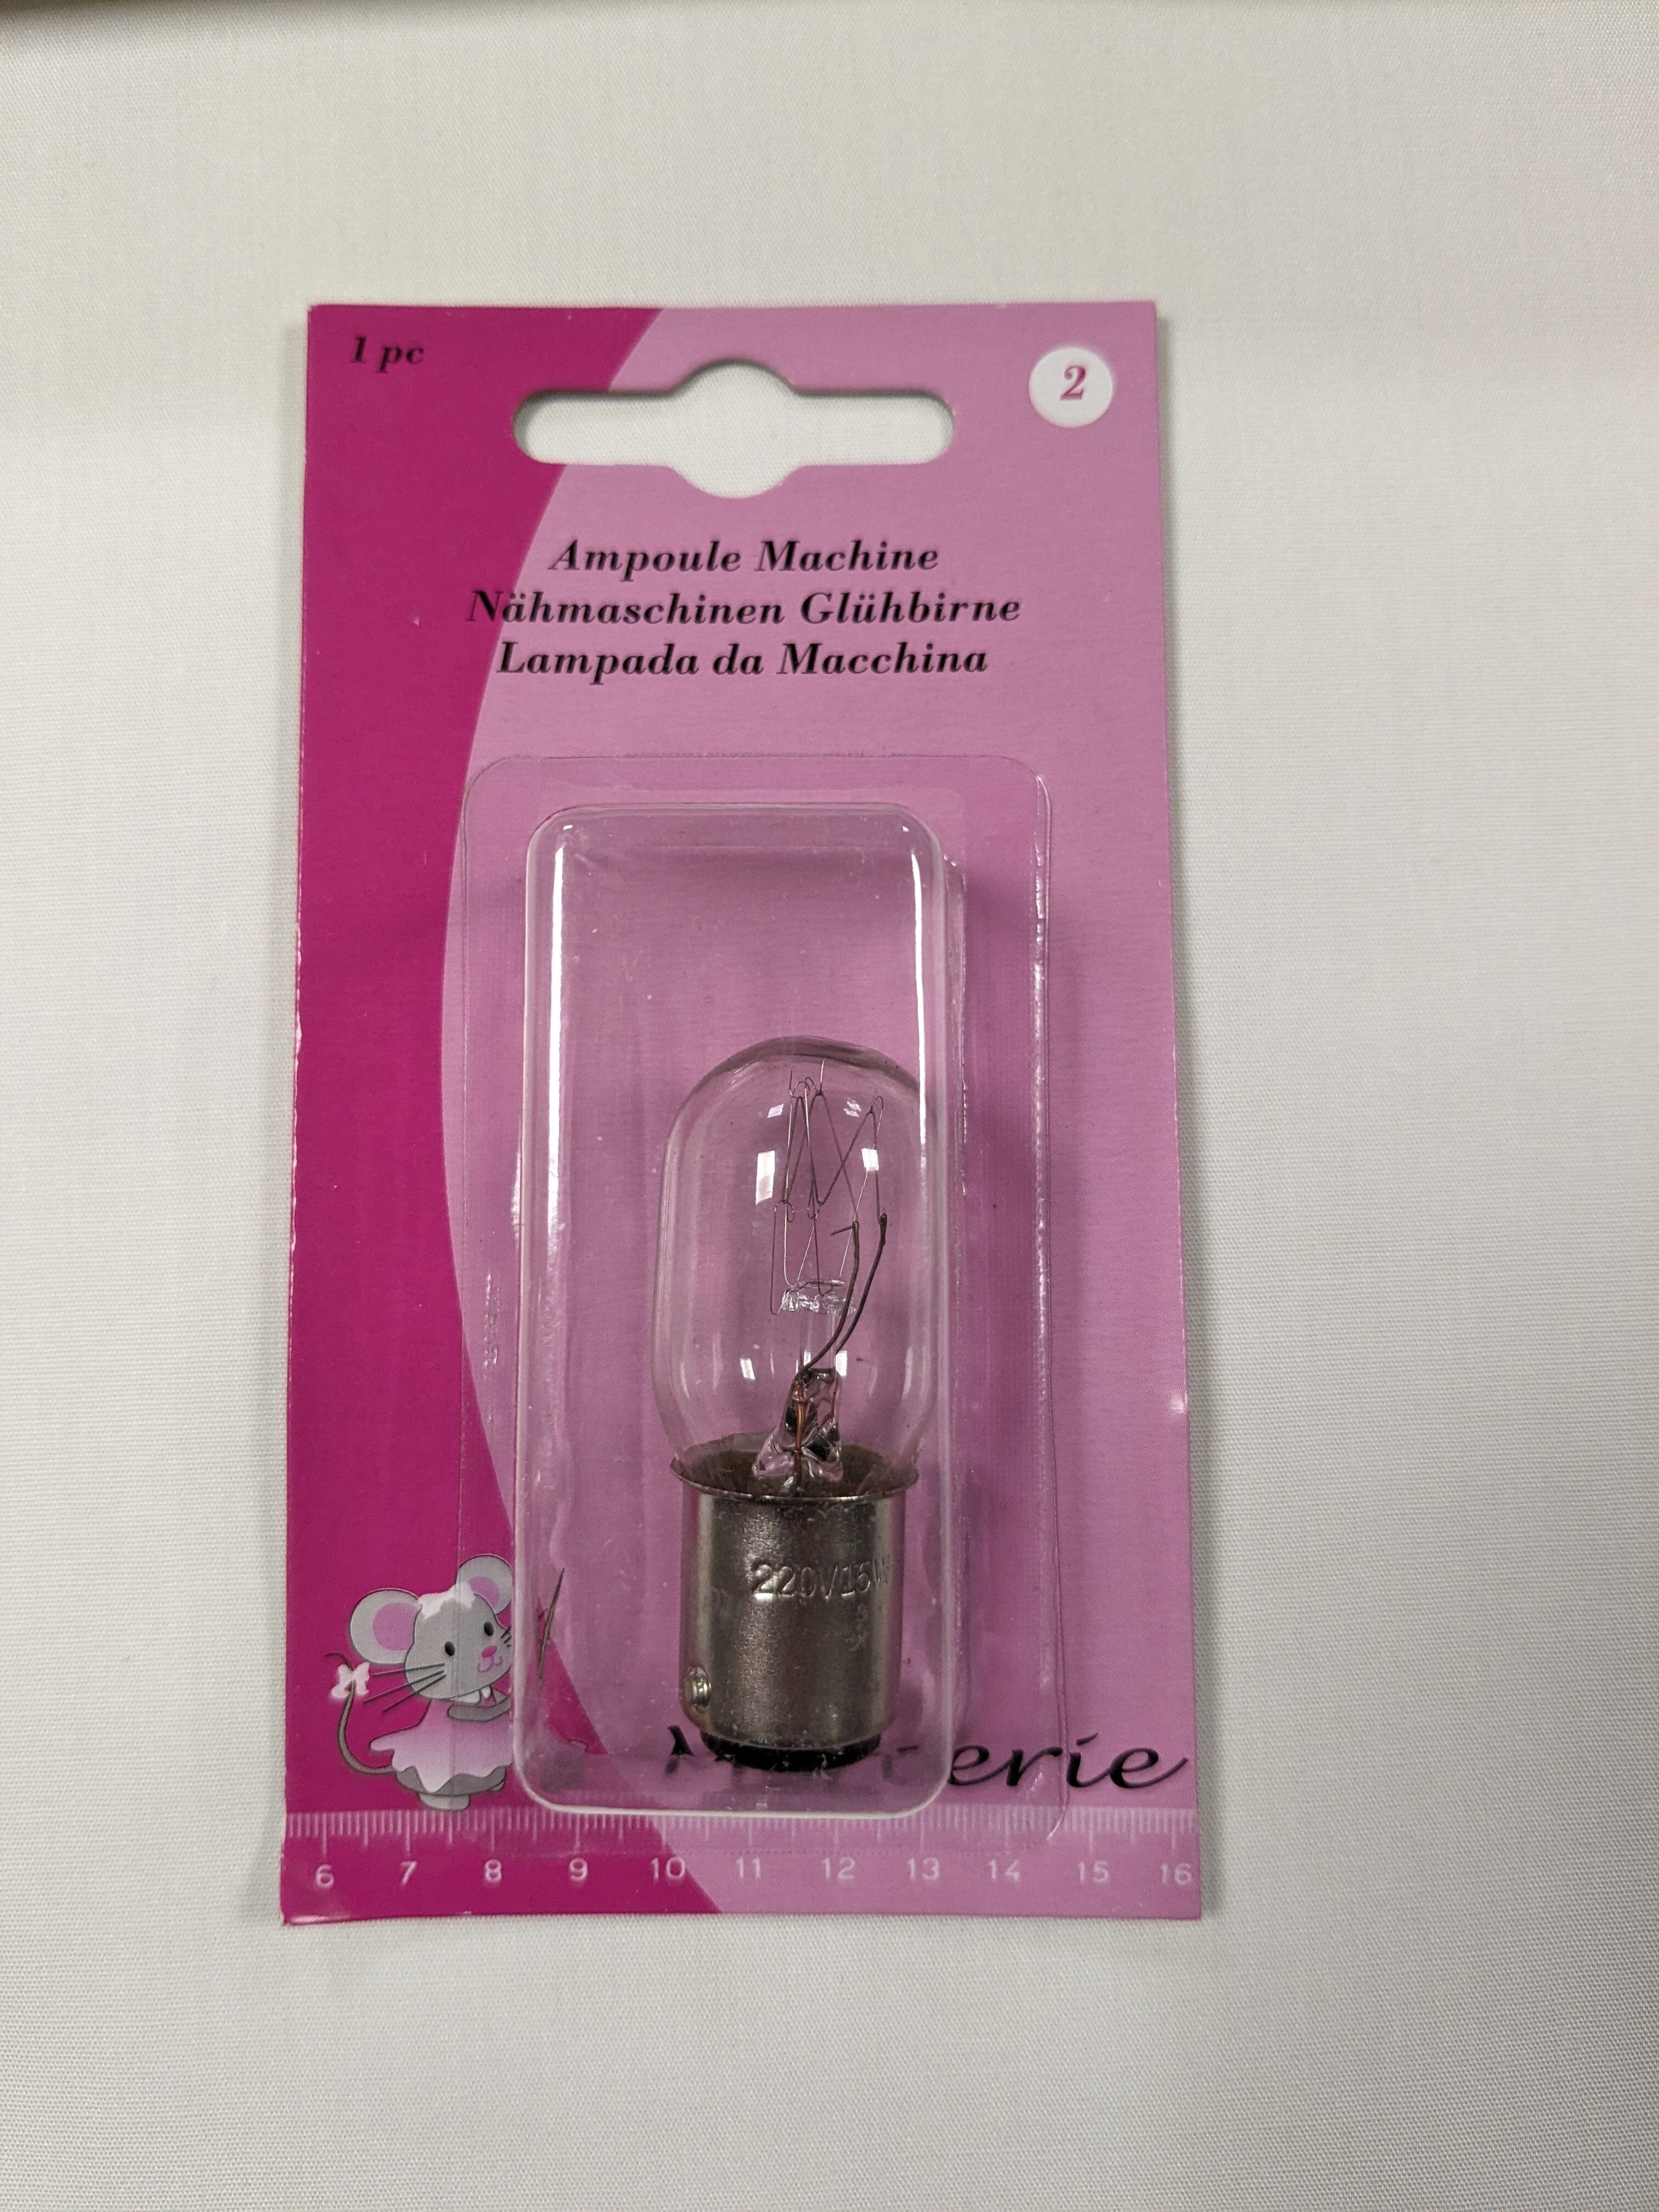 1 pc
2
Ampoule Machine
Nähmaschinen Glühbirne
Lampada da Macchina
220V15W
6 7 8 9 10 11 12 13 14 15 16